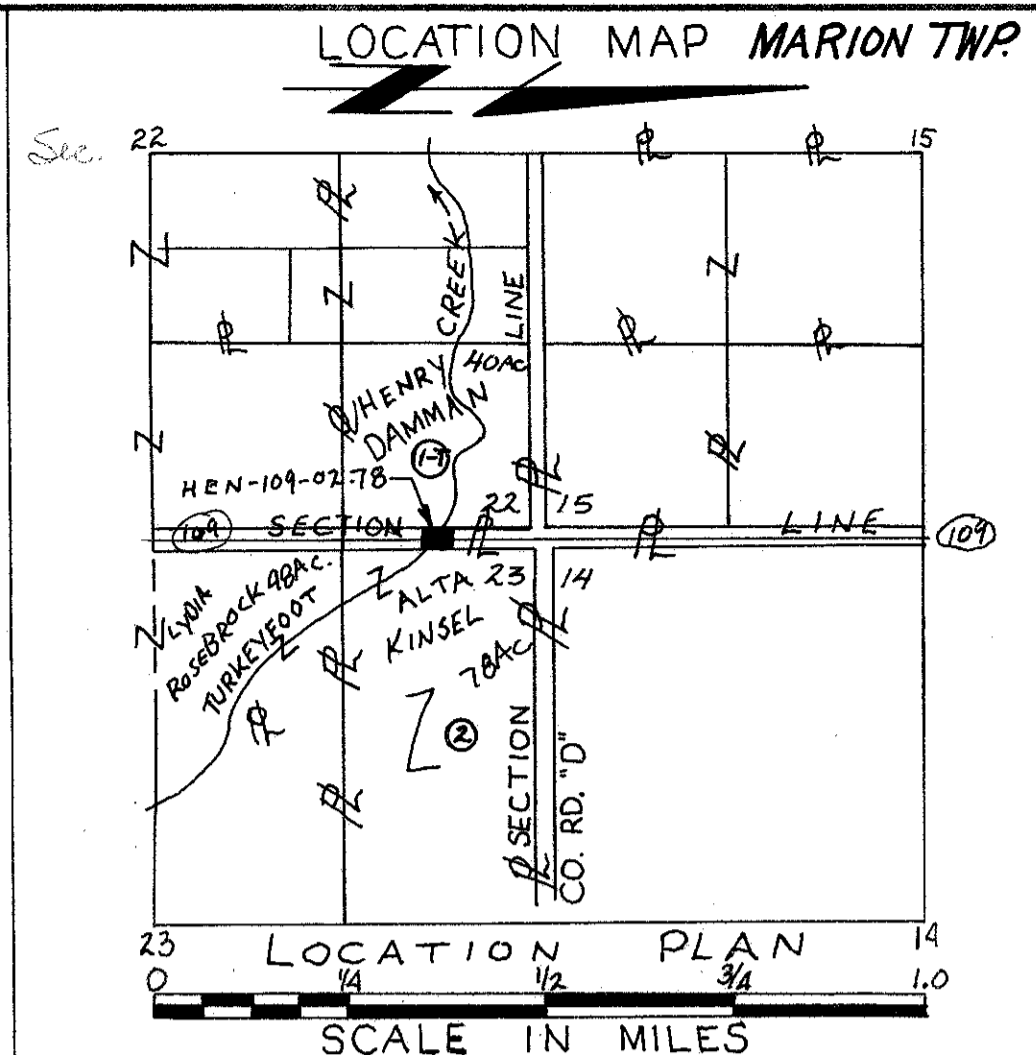 LOCATION MAP MARION TWP.
Sec. 22 15
CREEK
LINE
40Ac
HENRY
DAMMAN
1-T
HEN-109-02.78
22 15
109 SECTION LINE 109
23 14
LYDIA
ROSEBROCK 98Ac.
TURKEYFOOT
ALTA
KINSEL
78Ac
2
SECTION
CO. RD. "D"
23 14
LOCATION PLAN
0 1/4 1/2 3/4 1.0
SCALE IN MILES